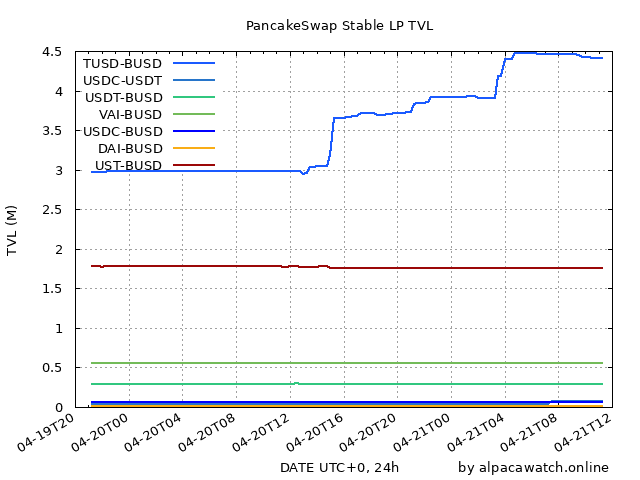 PancakeSwap Stable LP TVL
TVL (M)
4.5
4
3.5
3
2.5
2
1.5
1
0.5
0
TUSD-BUSD
USDC-USDT
USDT-BUSD
VAI-BUSD
USDC-BUSD
DAI-BUSD
UST-BUSD
04-19T20
04-20T00
04-20T04
04-20T08
04-20T12
04-20T16
04-20T20
04-21T00
04-21T04
04-21T08
04-21T12
DATE UTC+0, 24h
by alpacawatch.online